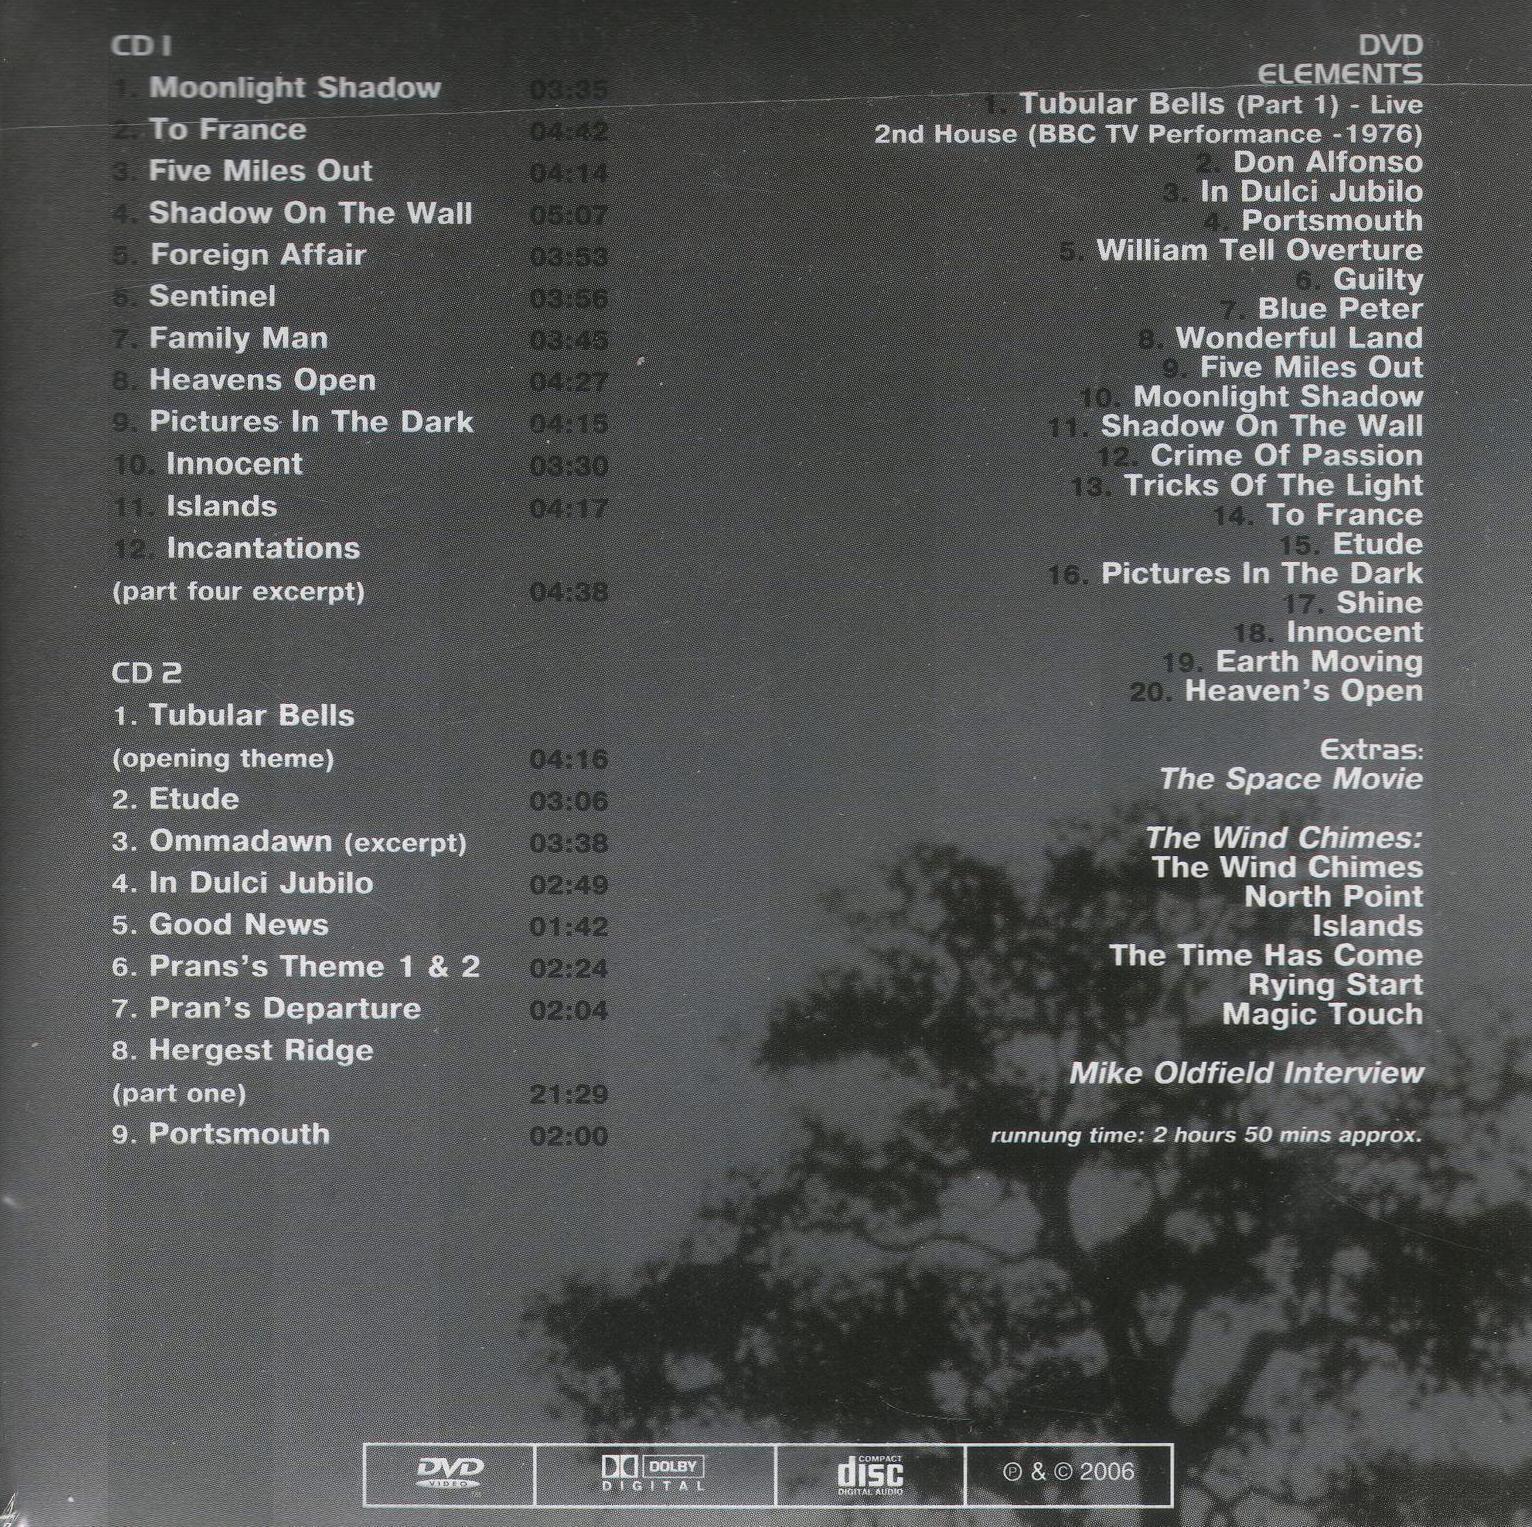 CD 1
1. Moonlight Shadow 03:35
2. To France 04:42
3. Five Miles Out 04:14
4. Shadow On The Wall 05:07
5. Foreign Affair 03:53
6. Sentinel 03:56
7. Family Man 03:45
8. Heavens Open 04:27
9. Pictures In The Dark 04:15
10. Innocent 03:30
11. Islands 04:17
12. Incantations
(part four excerpt) 04:38
CD 2
1. Tubular Bells
(opening theme) 04:16
2. Etude 03:06
3. Ommadawn (excerpt) 03:38
4. In Dulci Jubilo 02:49
5. Good News 01:42
6. Prans's Theme 1 & 2 02:24
7. Pran's Departure 02:04
8. Hergest Ridge
(part one) 21:29
9. Portsmouth 02:00
DVD
ELEMENTS
1. Tubular Bells (Part 1) - Live
2nd House (BBC TV Performance -1976)
2. Don Alfonso
3. In Dulci Jubilo
4. Portsmouth
5. William Tell Overture
6. Guilty
7. Blue Peter
8. Wonderful Land
9. Five Miles Out
10. Moonlight Shadow
11. Shadow On The Wall
12. Crime Of Passion
13. Tricks Of The Light
14. To France
15. Etude
16. Pictures In The Dark
17. Shine
18. Innocent
19. Earth Moving
20. Heaven's Open
Extras:
The Space Movie
The Wind Chimes:
The Wind Chimes
North Point
Islands
The Time Has Come
Rying Start
Magic Touch
Mike Oldfield Interview
runnung time: 2 hours 50 mins approx.
DVD
VIDEO
DOLBY
DIGITAL
COMPACT
disc
DIGITAL AUDIO
℗ & © 2006